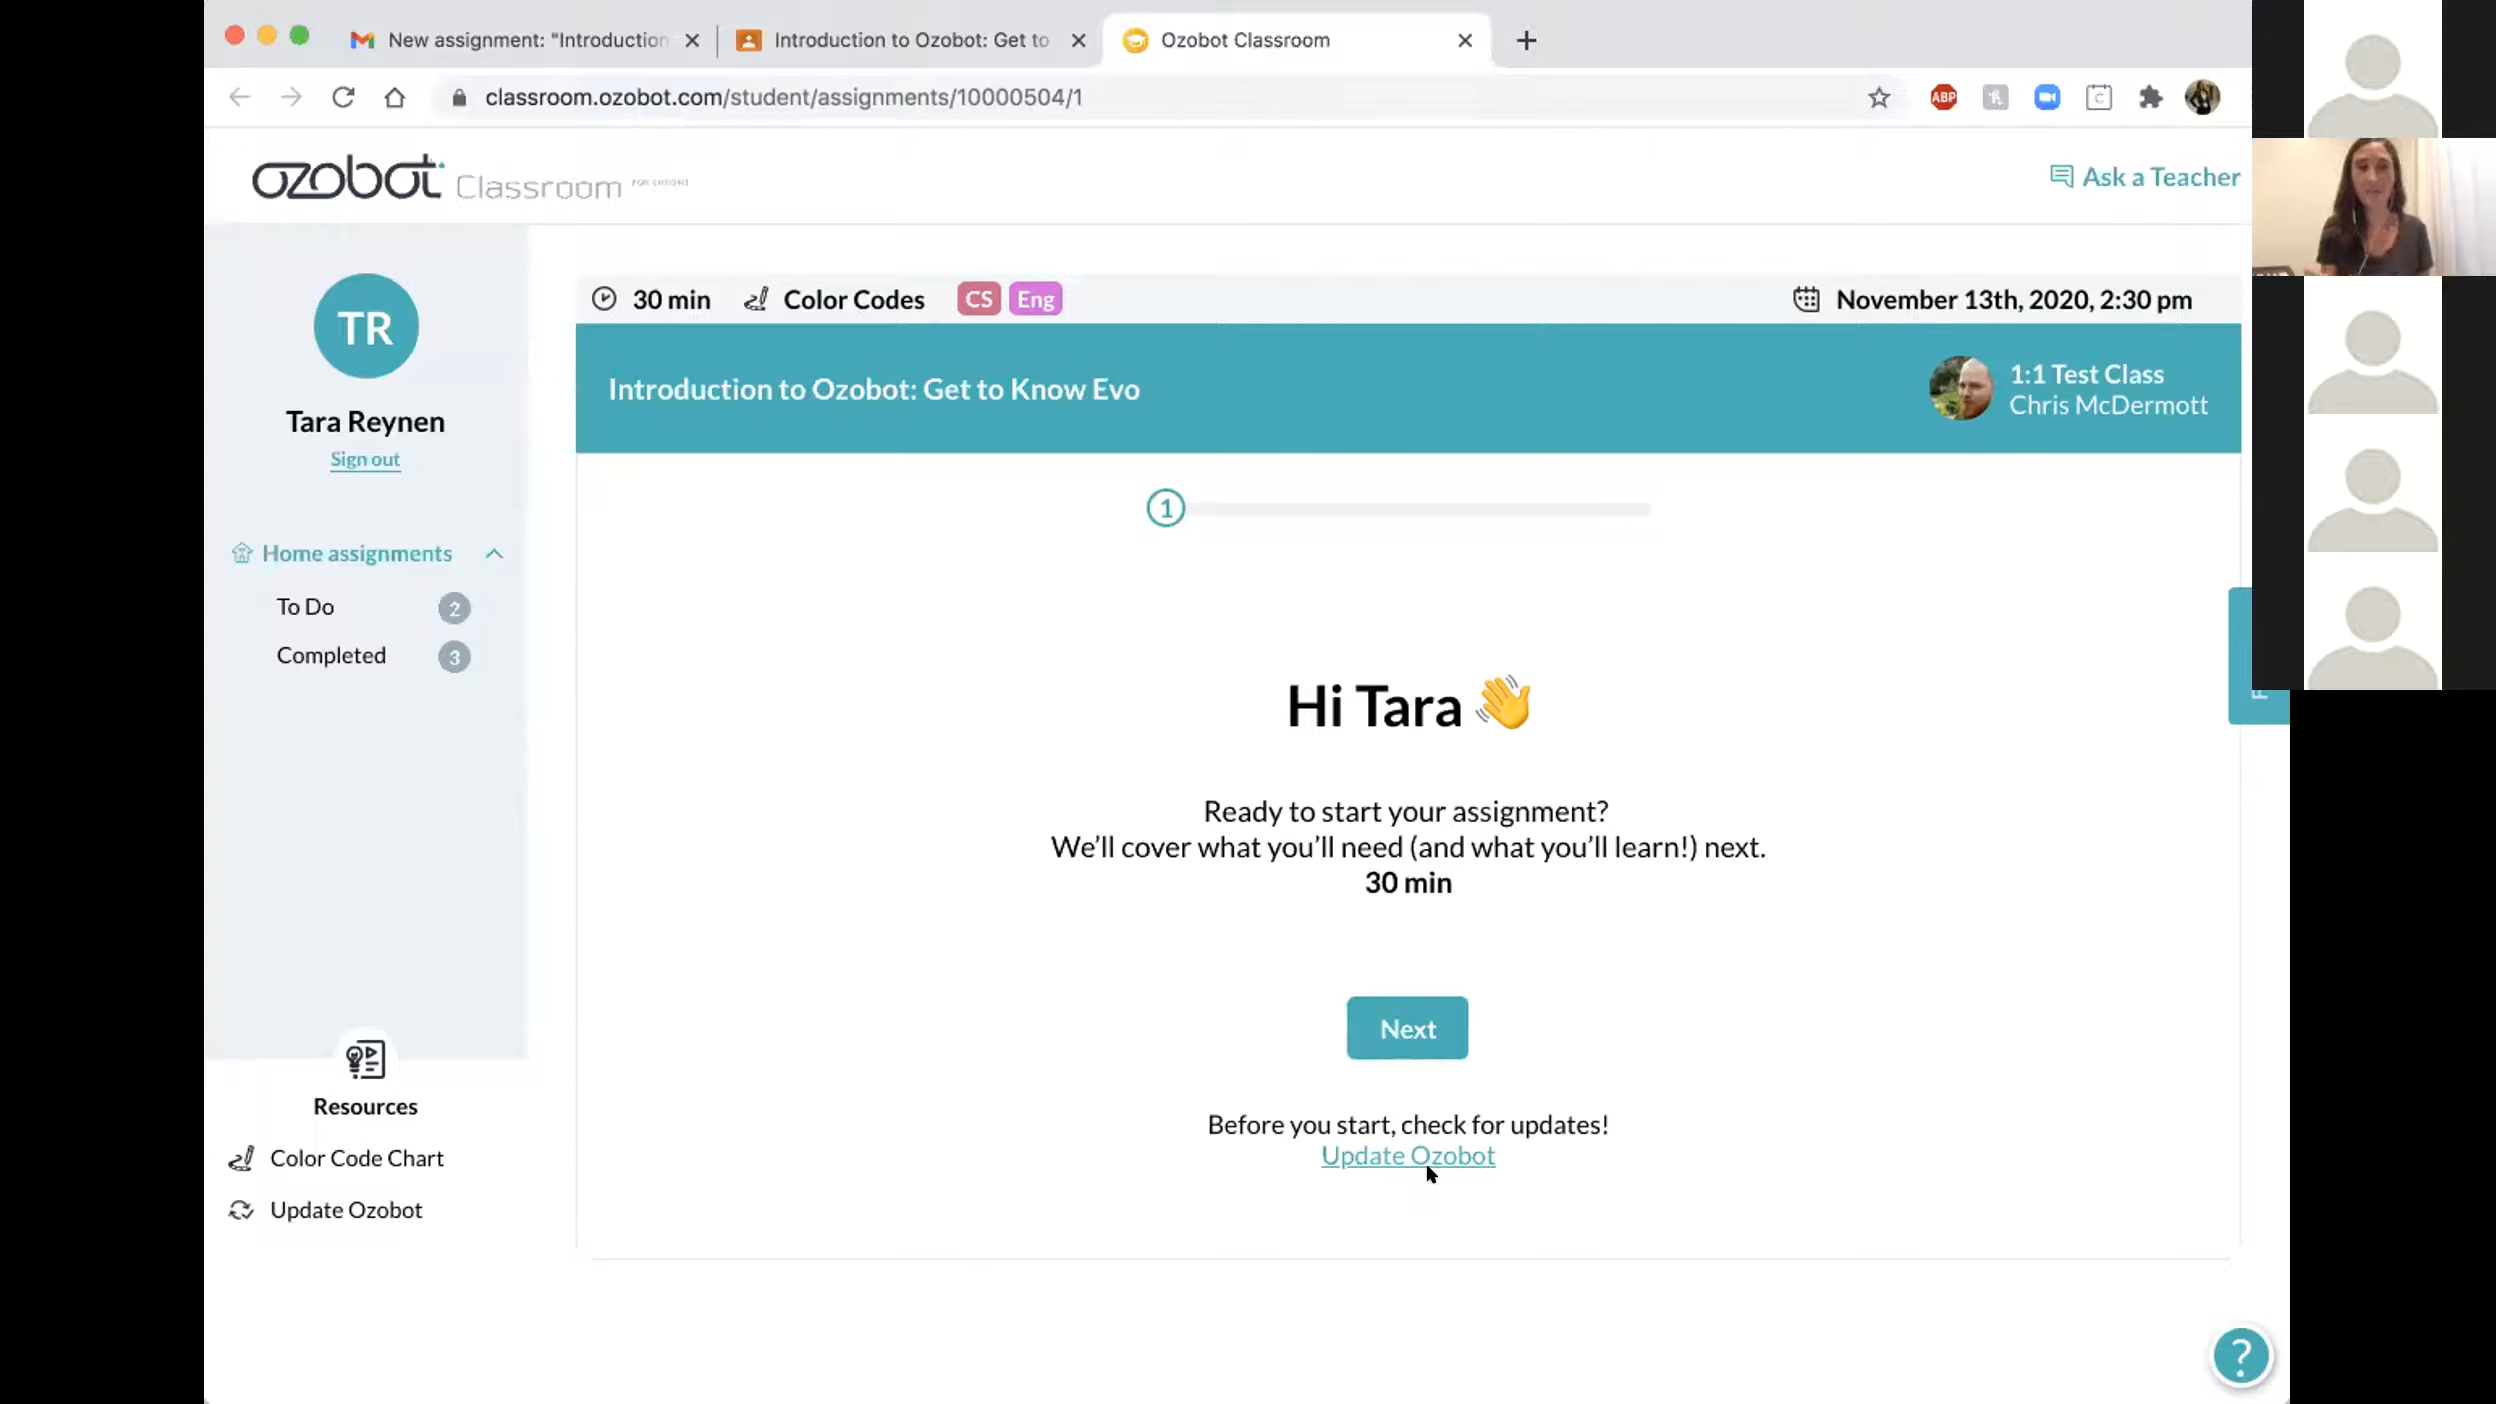 New assignment: "Introduction
Introduction to Ozobot: Get to
Ozobot Classroom
classroom.ozobot.com/student/assignments/10000504/1
ABP
ozobot Classroom FOR CHROME
Ask a Teacher
TR
Tara Reynen
Sign out
Home assignments
To Do 2
Completed 3
Resources
Color Code Chart
Update Ozobot
30 min Color Codes CS Eng November 13th, 2020, 2:30 pm
Introduction to Ozobot: Get to Know Evo
1:1 Test Class
Chris McDermott
1
Hi Tara 👋
Ready to start your assignment?
We'll cover what you'll need (and what you'll learn!) next.
30 min
Next
Before you start, check for updates!
Update Ozobot
?